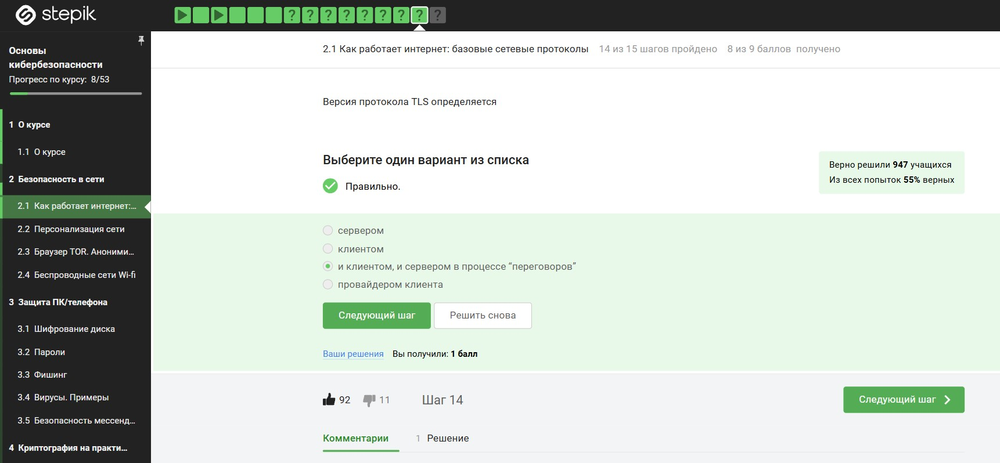 stepik
? ? ? ? ? ? ? ? ?
Основы
кибербезопасности
Прогресс по курсу: 8/53
1 О курсе
1.1 О курсе
2 Безопасность в сети
2.1 Как работает интернет:...
2.2 Персонализация сети
2.3 Браузер TOR. Аноними...
2.4 Беспроводные сети Wi-fi
3 Защита ПК/телефона
3.1 Шифрование диска
3.2 Пароли
3.3 Фишинг
3.4 Вирусы. Примеры
3.5 Безопасность мессенд...
4 Криптография на практи...
2.1 Как работает интернет: базовые сетевые протоколы 14 из 15 шагов пройдено 8 из 9 баллов получено
Версия протокола TLS определяется
Выберите один вариант из списка
Правильно.
Верно решили 947 учащихся
Из всех попыток 55% верных
сервером
клиентом
и клиентом, и сервером в процессе “переговоров”
провайдером клиента
Следующий шаг Решить снова
Ваши решения Вы получили: 1 балл
92 11 Шаг 14 Следующий шаг
Комментарии 1 Решение